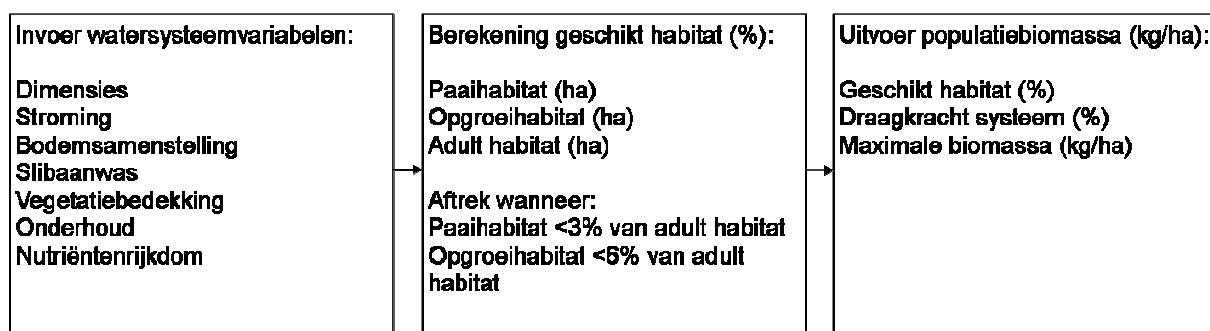 Invoer watersysteemvariabelen:
Dimensies
Stroming
Bodemsamenstelling
Slibaanwas
Vegetatiebedekking
Onderhoud
Nutriëntenrijkdom
Berekening geschikt habitat (%):
Paaihabitat (ha)
Opgroeihabitat (ha)
Adult habitat (ha)
Aftrek wanneer:
Paaihabitat <3% van adult habitat
Opgroeihabitat <6% van adult
habitat
Uitvoer populatiebiomassa (kg/ha):
Geschikt habitat (%)
Draagkracht systeem (%)
Maximale biomassa (kg/ha)